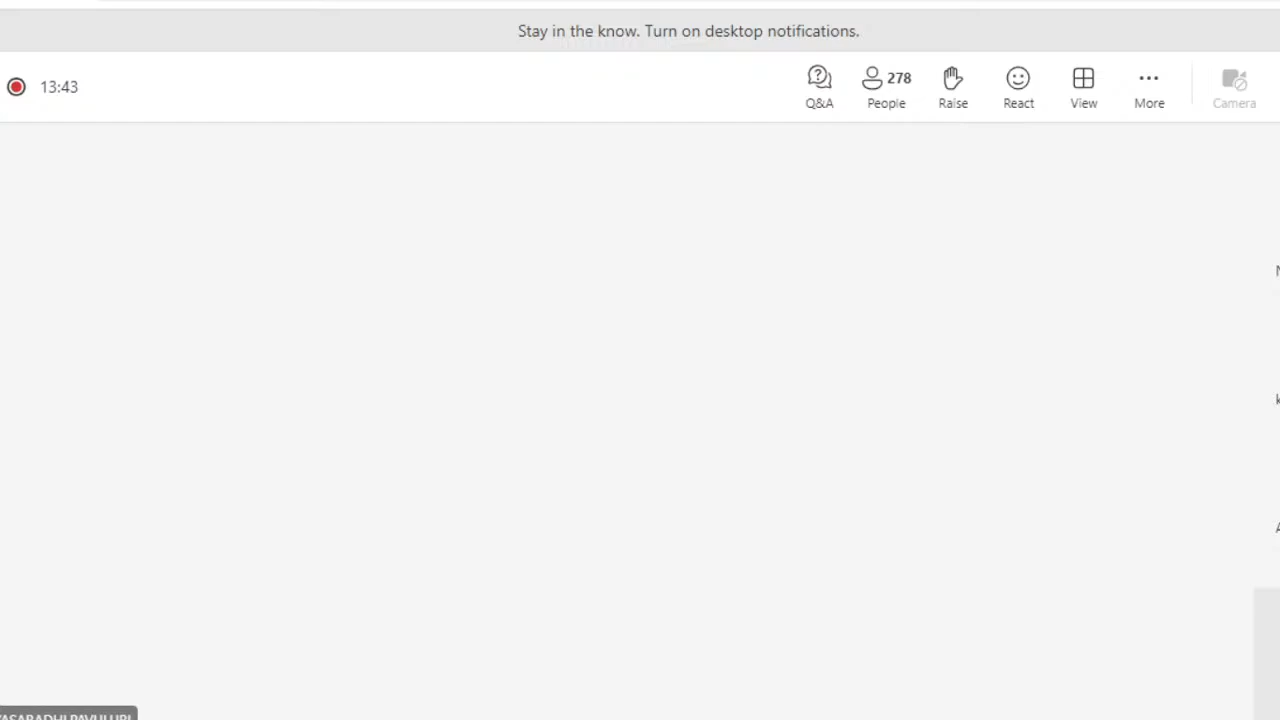 Stay in the know. Turn on desktop notifications.
13:43
278
Q&A People Raise React View More Camera